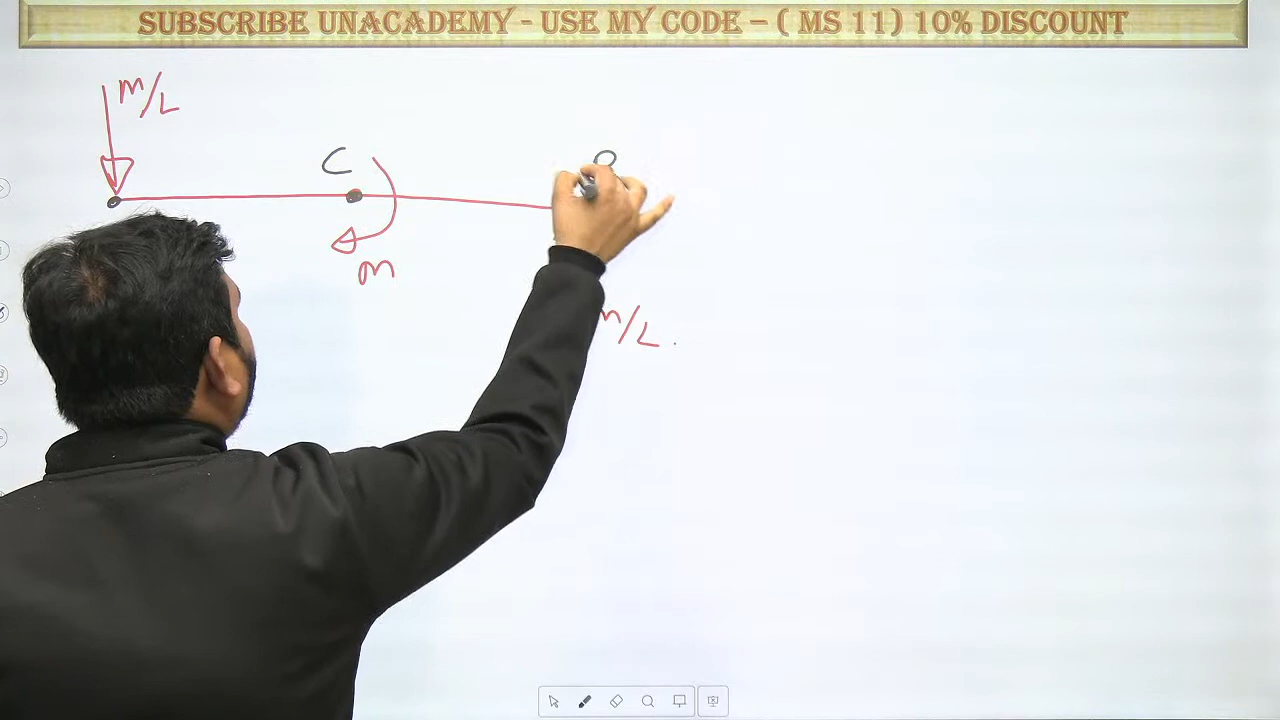 SUBSCRIBE UNACADEMY - USE MY CODE – ( MS 11) 10% DISCOUNT
M/L
C
m
m/L.